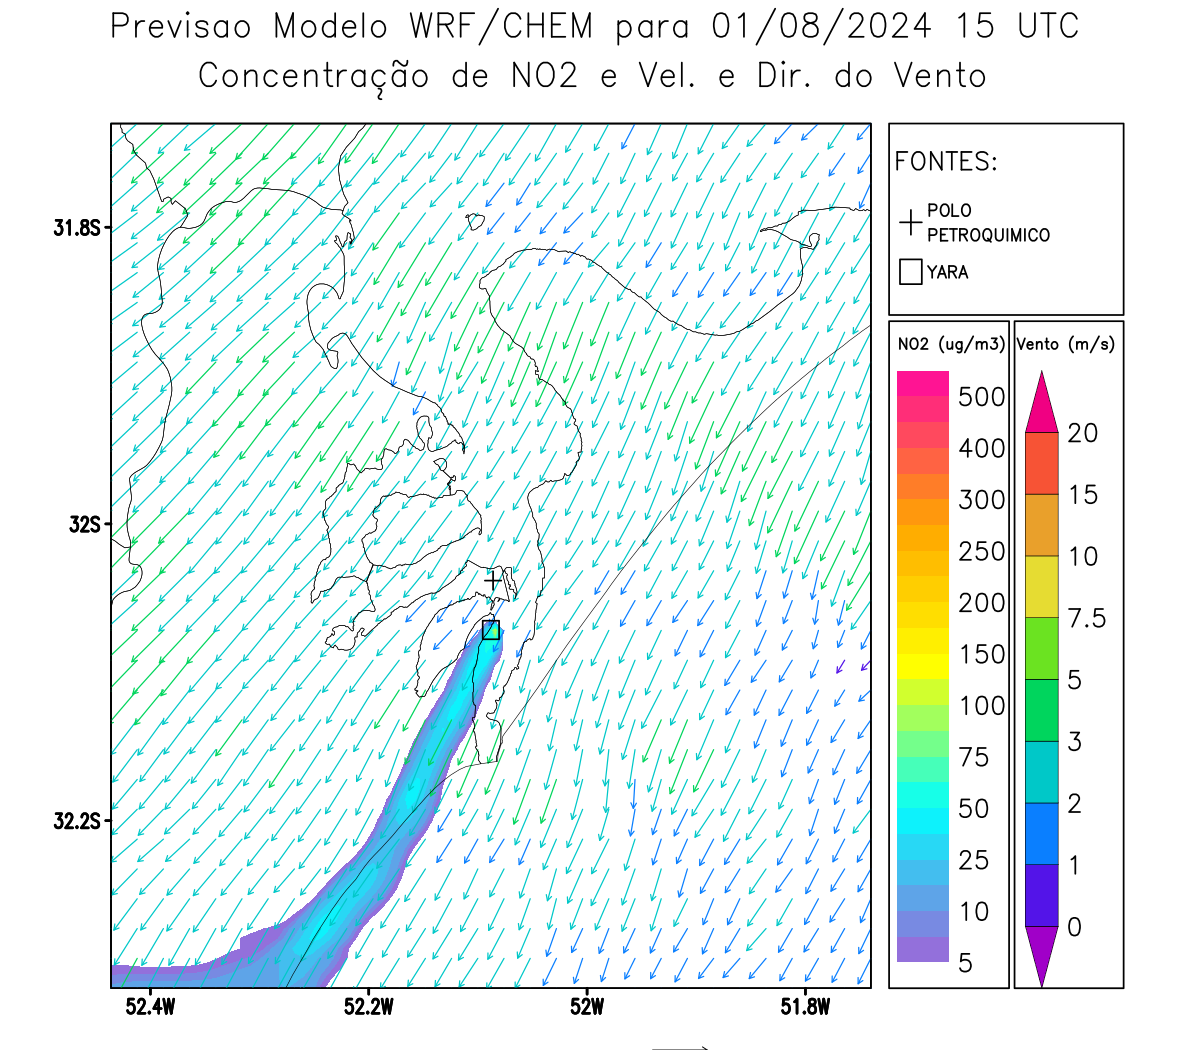 Previsao Modelo WRF/CHEM para 01/08/2024 15 UTC
Concentração de NO2 e Vel. e Dir. do Vento
FONTES:
POLO
PETROQUIMICO
YARA
NO2 (ug/m3)
500
400
300
250
200
150
100
75
50
25
10
5
Vento (m/s)
20
15
10
7.5
5
3
2
1
0
31.8S
32S
32.2S
52.4W
52.2W
52W
51.8W